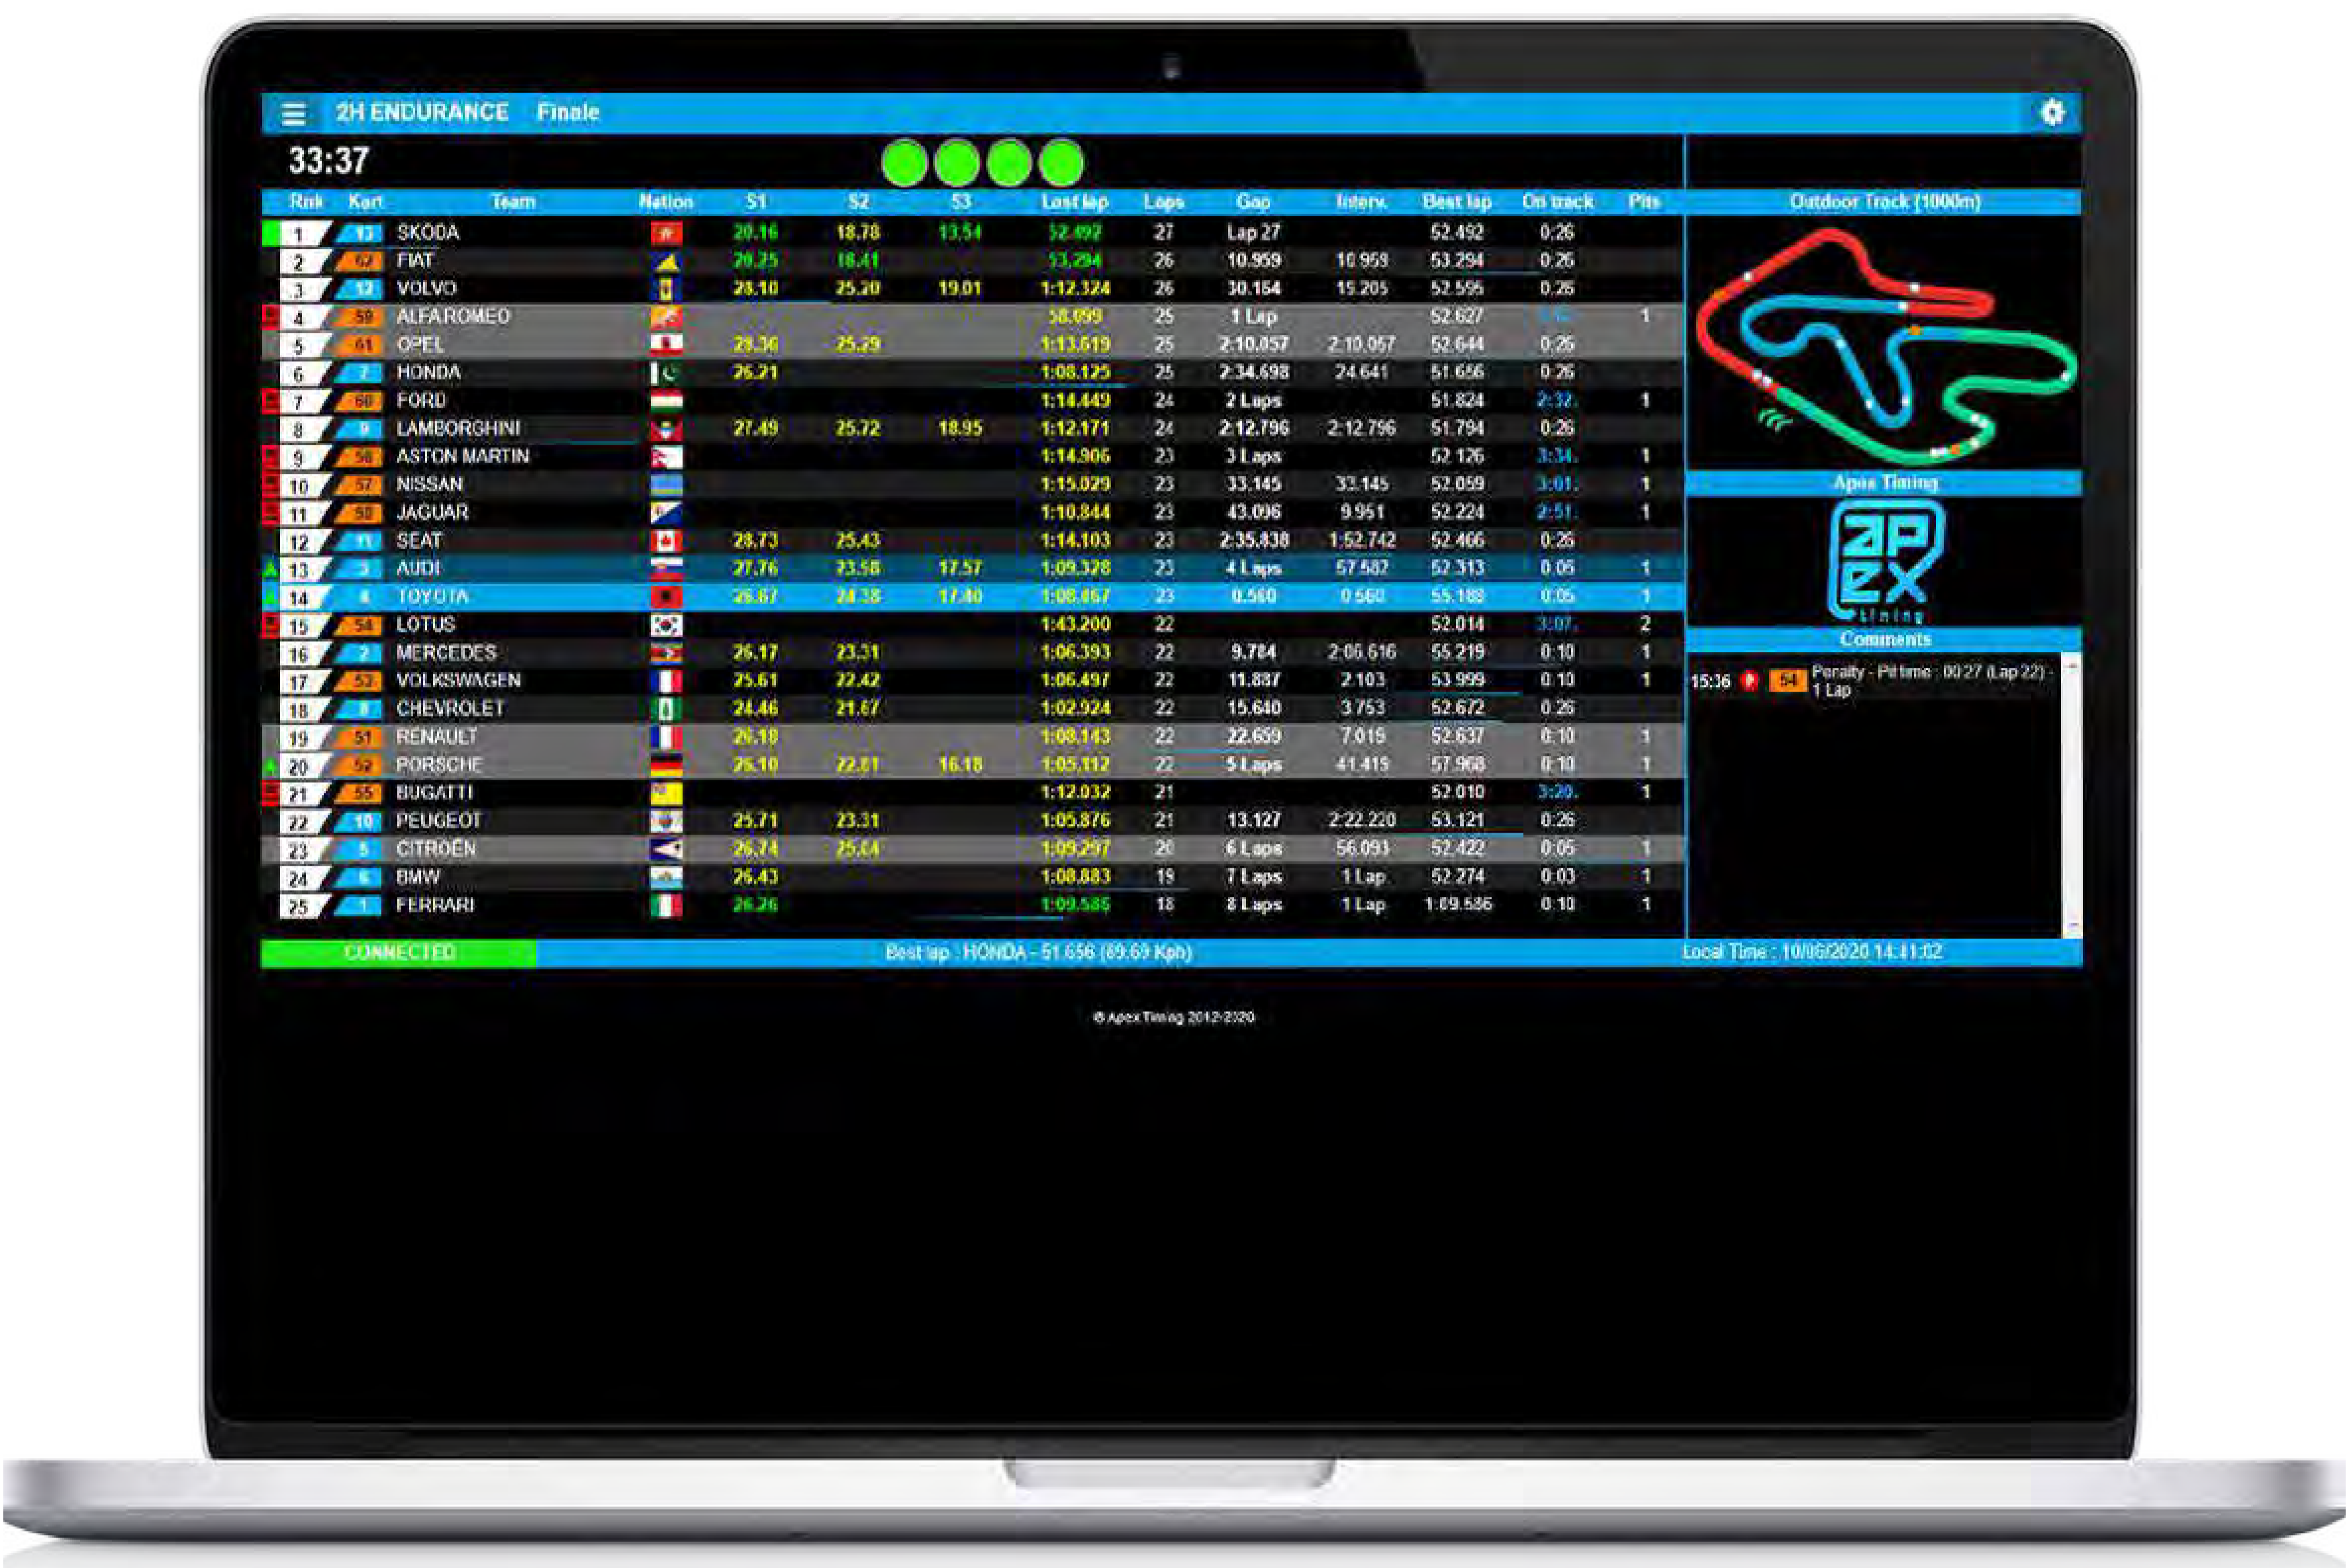 2H ENDURANCE Finale
33:37
Rnk Kart Team Nation S1 S2 S3 Last lap Laps Gap Interv. Best lap On track Pits
1 13 SKODA 20.16 18.78 13.54 52.492 27 Lap 27 52.492 0:26
2 62 FIAT 20.25 18.41 53.294 26 10.959 10.959 53.294 0:26
3 12 VOLVO 28.10 25.20 19.01 1:12.324 26 30.164 19.205 52.595 0:26
4 59 ALFA ROMEO 58.099 25 1 Lap 52.627 1
5 61 OPEL 28.36 25.29 1:13.619 25 2:10.057 2:10.057 52.644 0:26
6 7 HONDA 26.21 1:08.125 25 2:34.698 24.641 51.656 0:26
7 60 FORD 1:14.449 24 2 Laps 51.824 2:32. 1
8 9 LAMBORGHINI 27.49 25.72 18.95 1:12.171 24 2:12.796 2:12.796 51.794 0:26
9 56 ASTON MARTIN 1:14.906 23 3 Laps 52.126 3:34. 1
10 57 NISSAN 1:15.029 23 33.145 33.145 52.059 3:01. 1
11 58 JAGUAR 1:10.844 23 43.096 9.951 52.224 2:51. 1
12 11 SEAT 28.73 25.43 1:14.103 23 2:35.838 1:52.742 52.466 0:26
13 3 AUDI 27.76 23.58 17.57 1:09.328 23 4 Laps 57.582 52.313 0:05 1
14 4 TOYOTA 26.67 24.38 17.40 1:08.467 23 0.560 0.560 55.188 0:05 1
15 54 LOTUS 1:43.200 22 52.014 3:07. 2
16 2 MERCEDES 26.17 23.31 1:06.393 22 9.784 2:06.616 55.219 0:10 1
17 53 VOLKSWAGEN 25.61 22.42 1:06.497 22 11.887 2.103 53.999 0:10 1
18 8 CHEVROLET 24.46 21.67 1:02.924 22 15.640 3.753 52.672 0:26
19 51 RENAULT 26.18 1:08.143 22 22.659 7.019 52.637 0:10 1
20 52 PORSCHE 26.10 22.81 16.18 1:05.112 22 5 Laps 41.419 57.968 0:10 1
21 55 BUGATTI 1:12.032 21 52.010 3:20. 1
22 10 PEUGEOT 25.71 23.31 1:05.876 21 13.127 2:22.220 53.121 0:26
23 5 CITROËN 26.74 25.04 1:09.297 20 6 Laps 56.093 52.422 0:05 1
24 6 BMW 26.43 1:08.883 19 7 Laps 1 Lap 52.274 0:03 1
25 1 FERRARI 26.26 1:09.586 18 8 Laps 1 Lap 1:09.586 0:10 1
Outdoor Track (1000m)
Apex Timing
apex
timing
Comments
15:36 P 54 Penalty - Pit time : 00:27 (Lap 22) -
1 Lap
CONNECTED Best lap : HONDA - 51.656 (69.69 Kph) Local Time : 10/06/2020 14:41:02
© Apex Timing 2012-2020